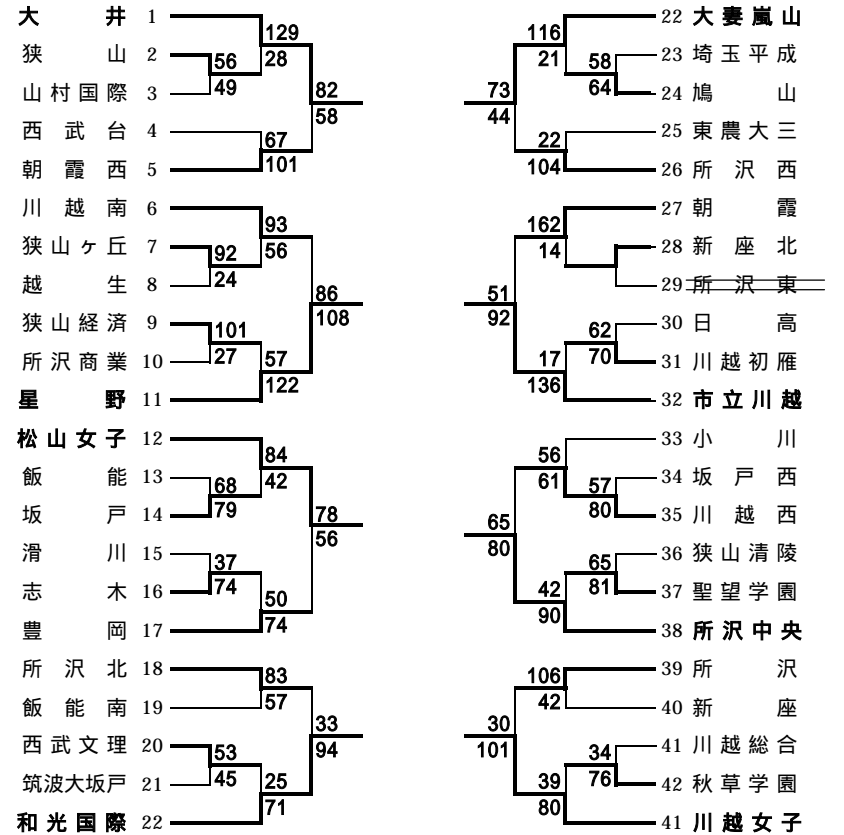 大井 1
129
28
狭山 2
56
49
山村国際 3
82
58
西武台 4
67
101
朝霞西 5
川越南 6
93
56
狭山ヶ丘 7
92
24
越生 8
86
108
狭山経済 9
101
27
所沢商業 10
57
122
星野 11
松山女子 12
84
42
飯能 13
68
79
坂戸 14
78
56
滑川 15
37
74
志木 16
50
74
豊岡 17
所沢北 18
83
57
飯能南 19
33
94
西武文理 20
53
45
筑波大坂戸 21
25
71
和光国際 22
22 大妻嵐山
116
21
23 埼玉平成
58
64
24 鳩山
73
44
25 東農大三
22
104
26 所沢西
27 朝霞
162
14
28 新座北
29 所沢東
51
92
30 日高
62
70
31 川越初雁
17
136
32 市立川越
33 小川
56
61
34 坂戸西
57
80
35 川越西
65
80
36 狭山清陵
65
81
37 聖望学園
42
90
38 所沢中央
39 所沢
106
42
40 新座
30
101
41 川越総合
34
76
42 秋草学園
39
80
41 川越女子